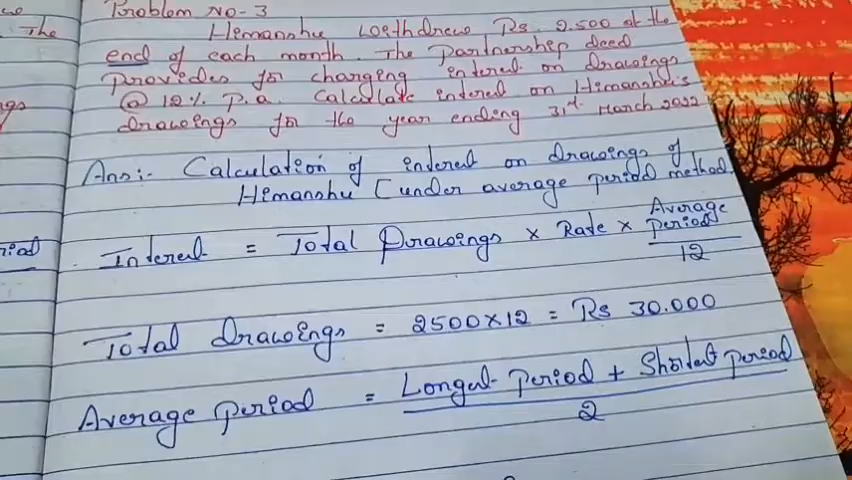 The
Problem No-3
Himanshu withdrew Rs 2.500 at the
end of each month. The Partnership deed
provides for charging interest on drawings
@ 12% P.a. Calculate interest on Himanshu's
drawings for the year ending 31st March 2022
Ans:- Calculation of interest on drawings of
Himanshu (under average period method
Interest = Total Drawings × Rate × Average Period / 12
Total drawings = 2500×12 = Rs 30.000
Average period = Longest period + Shortest period
2